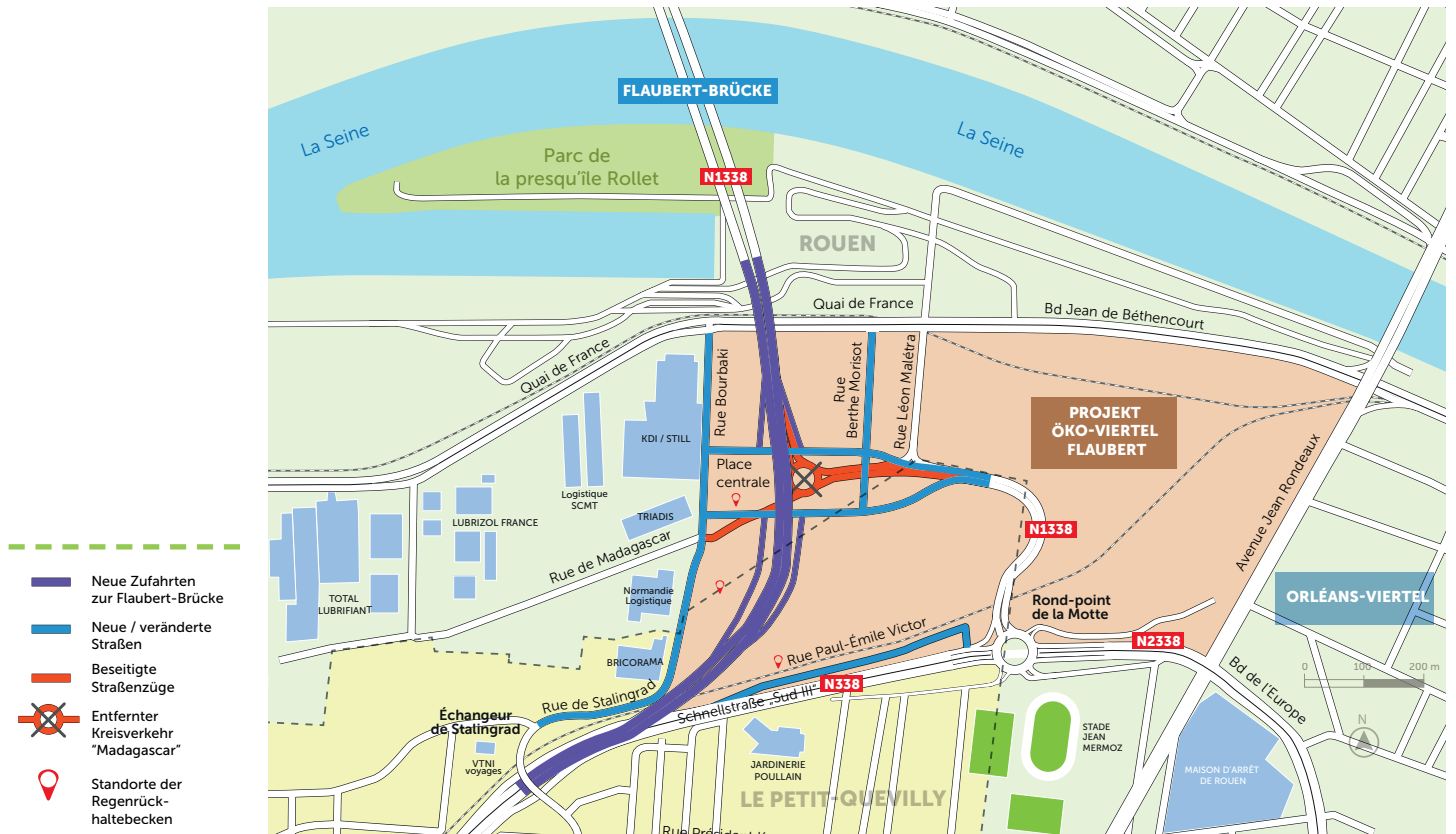 FLAUBERT-BRÜCKE
La Seine
La Seine
Parc de
la presqu'île Rollet
N1338
ROUEN
Quai de France
Bd Jean de Béthencourt
Quai de France
Rue Bourbaki
Rue
Berthe Morisot
Rue Léon Malétra
PROJEKT
ÖKO-VIERTEL
FLAUBERT
KDI / STILL
Place
centrale
Logistique
SCMT
TRIADIS
LUBRIZOL FRANCE
Rue de Madagascar
N1338
Avenue Jean Rondeaux
TOTAL
LUBRIFIANT
Normandie
Logistique
Rond-point
de la Motte
ORLÉANS-VIERTEL
N2338
BRICORAMA
Rue Paul-Émile Victor
N338
Rue de Stalingrad
Schnellstraße „Sud III"
Bd de l'Europe
0 100 200 m
N
Échangeur
de Stalingrad
VTNI
voyages
JARDINERIE
POULLAIN
STADE
JEAN
MERMOZ
MAISON D'ARRÊT
DE ROUEN
LE PETIT-QUEVILLY
Neue Zufahrten
zur Flaubert-Brücke
Neue / veränderte
Straßen
Beseitigte
Straßenzüge
Entfernter
Kreisverkehr
"Madagascar"
Standorte der
Regenrück-
haltebecken